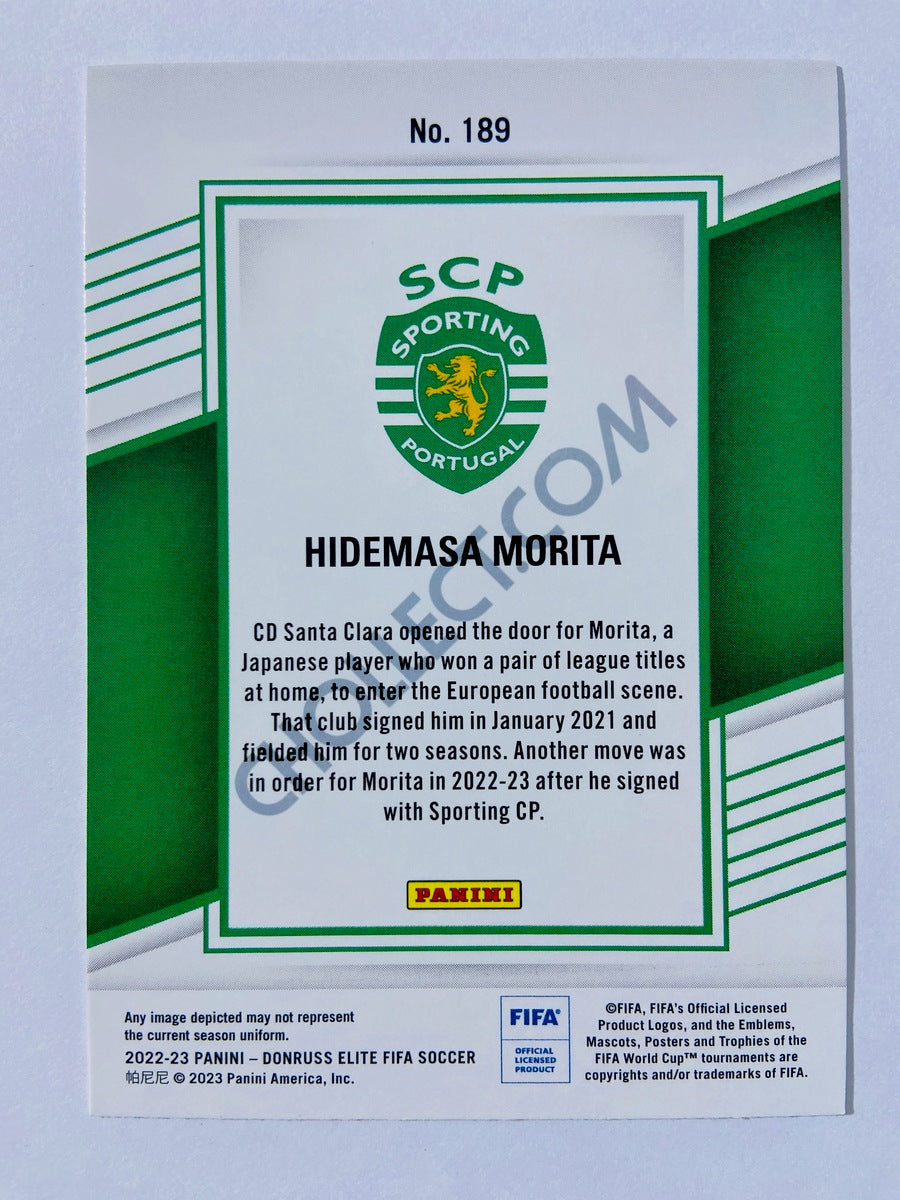 No. 189
SCP
SPORTING
PORTUGAL
HIDEMASA MORITA
CD Santa Clara opened the door for Morita, a
Japanese player who won a pair of league titles
at home, to enter the European football scene.
That club signed him in January 2021 and
fielded him for two seasons. Another move was
in order for Morita in 2022-23 after he signed
with Sporting CP.
CHOLLECT.COM
PANINI
Any image depicted may not represent
the current season uniform.
2022-23 PANINI – DONRUSS ELITE FIFA SOCCER
帕尼尼 © 2023 Panini America, Inc.
FIFA®
OFFICIAL
LICENSED
PRODUCT
©FIFA, FIFA's Official Licensed
Product Logos, and the Emblems,
Mascots, Posters and Trophies of the
FIFA World Cup™ tournaments are
copyrights and/or trademarks of FIFA.